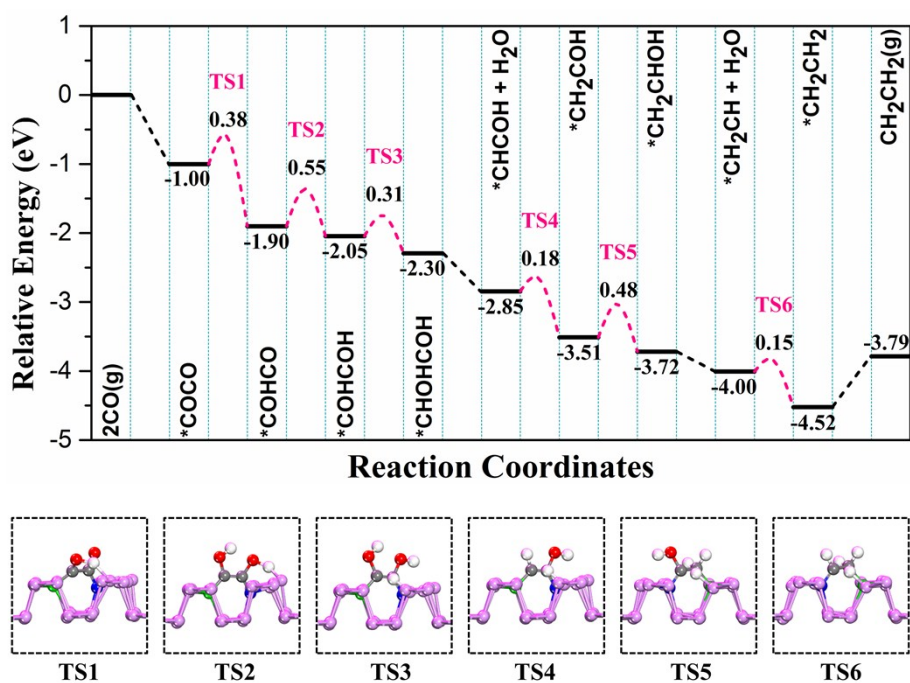 1
0
-1
-2
-3
-4
-5
Relative Energy (eV)
2CO(g)
-1.00
*COCO
TS1
0.38
-1.90
*COHCO
TS2
0.55
-2.05
*COHCOH
TS3
0.31
-2.30
*CHOHCOH
*CHCOH + H₂O
-2.85
TS4
0.18
*CH₂COH
-3.51
TS5
0.48
*CH₂CHOH
-3.72
*CH₂CH + H₂O
-4.00
TS6
0.15
*CH₂CH₂
-4.52
CH₂CH₂(g)
-3.79
Reaction Coordinates
TS1
TS2
TS3
TS4
TS5
TS6